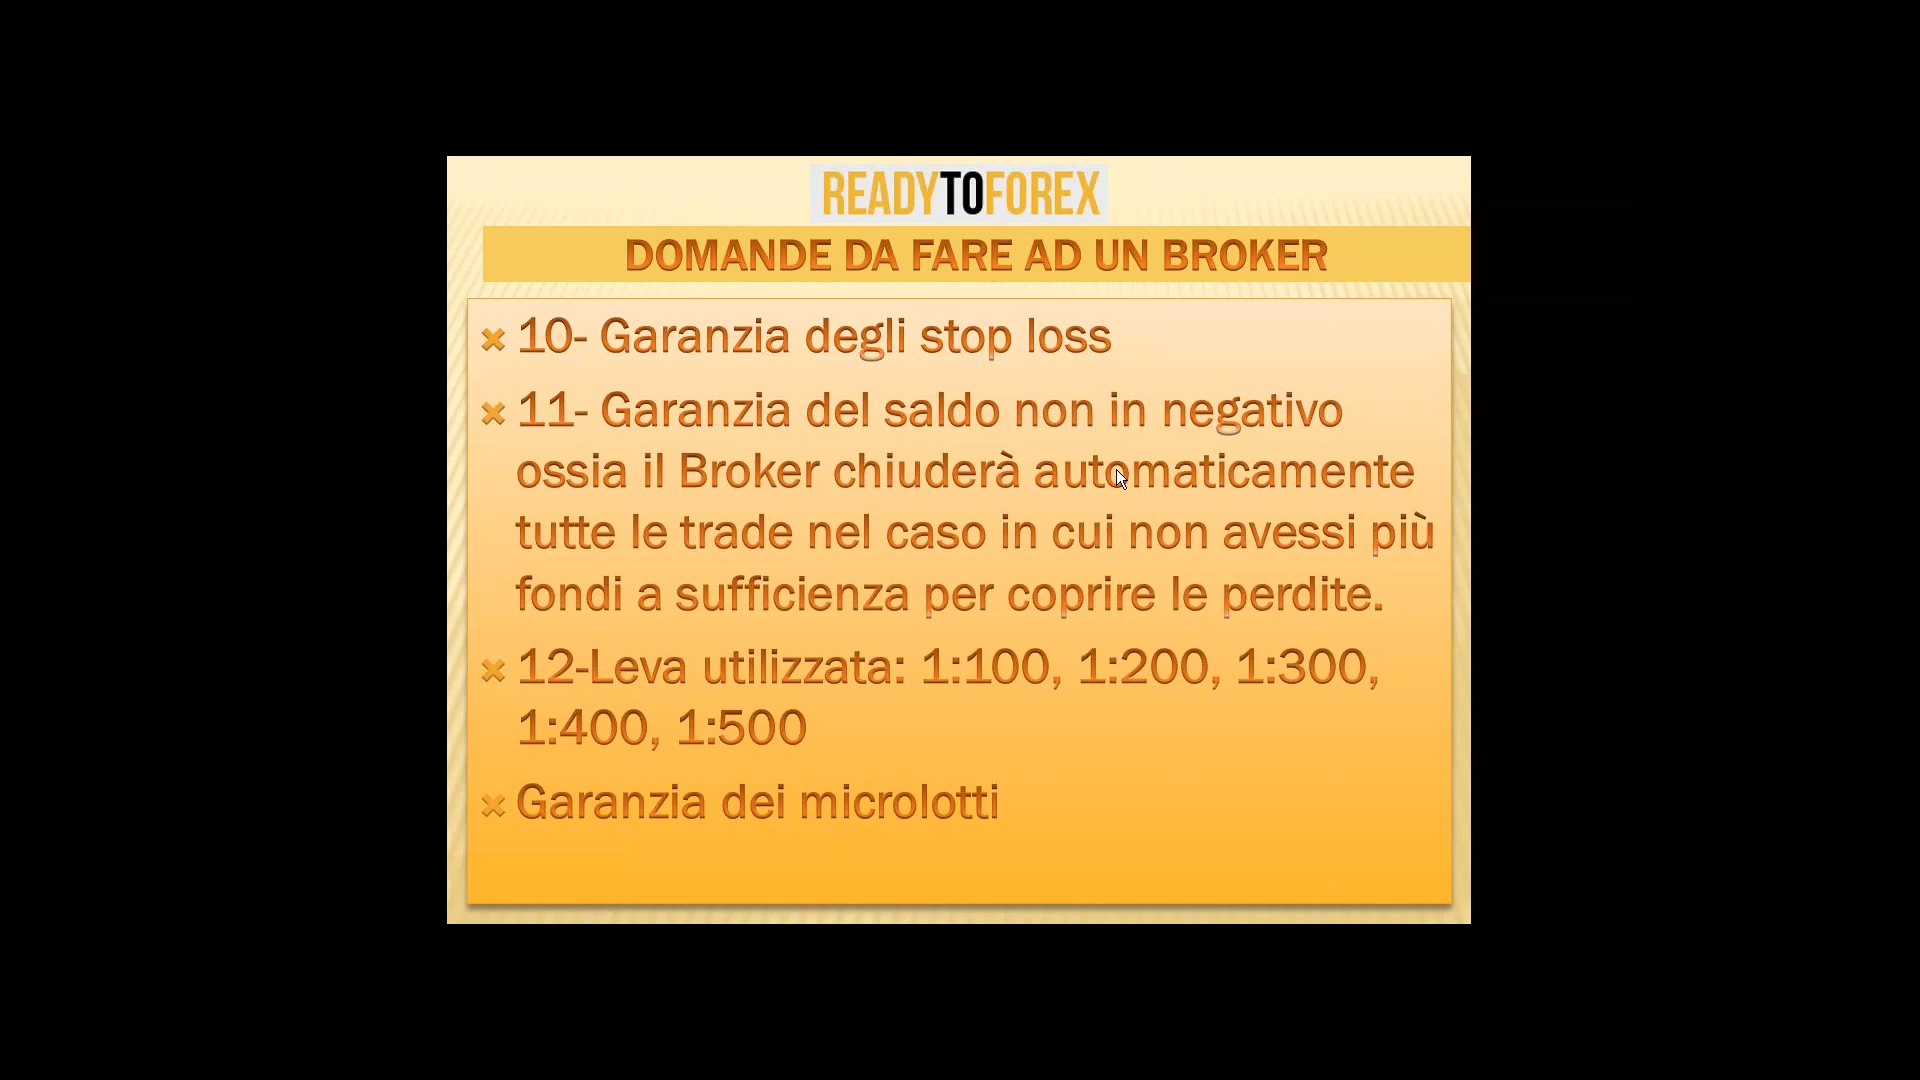 READYTOFOREX
DOMANDE DA FARE AD UN BROKER
10- Garanzia degli stop loss
11- Garanzia del saldo non in negativo
ossia il Broker chiuderà automaticamente
tutte le trade nel caso in cui non avessi più
fondi a sufficienza per coprire le perdite.
12-Leva utilizzata: 1:100, 1:200, 1:300,
1:400, 1:500
Garanzia dei microlotti